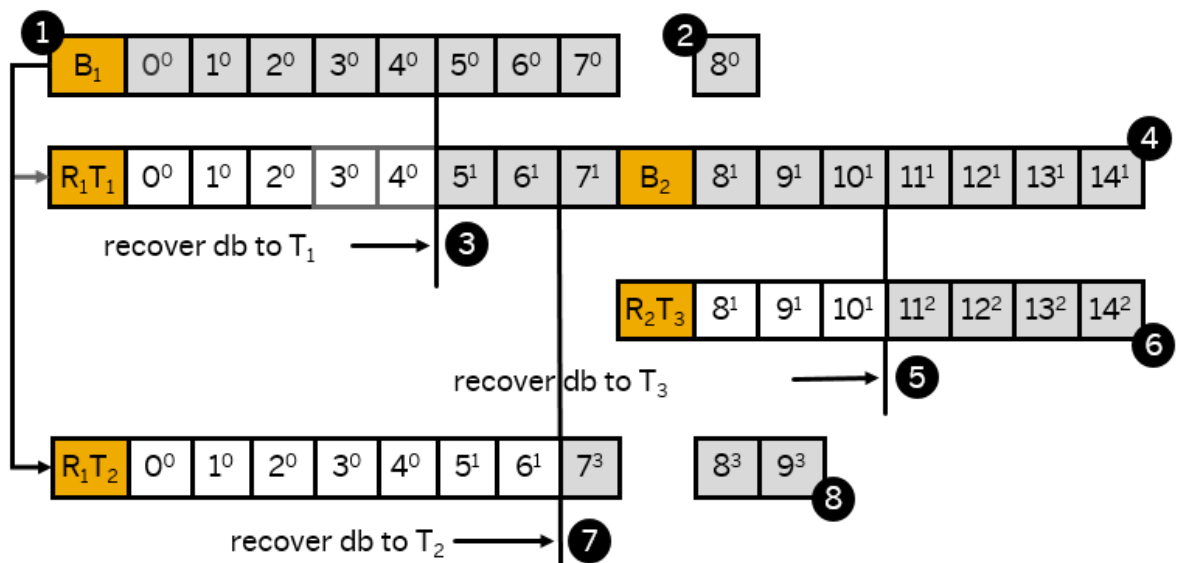 1 B₁ 0⁰ 1⁰ 2⁰ 3⁰ 4⁰ 5⁰ 6⁰ 7⁰ 2 8⁰
R₁T₁ 0⁰ 1⁰ 2⁰ 3⁰ 4⁰ 5¹ 6¹ 7¹ B₂ 8¹ 9¹ 10¹ 11¹ 12¹ 13¹ 14¹ 4
recover db to T₁ 3
R₂T₃ 8¹ 9¹ 10¹ 11² 12² 13² 14² 6
recover db to T₃ 5
R₁T₂ 0⁰ 1⁰ 2⁰ 3⁰ 4⁰ 5¹ 6¹ 7³ 8³ 9³ 8
recover db to T₂ 7